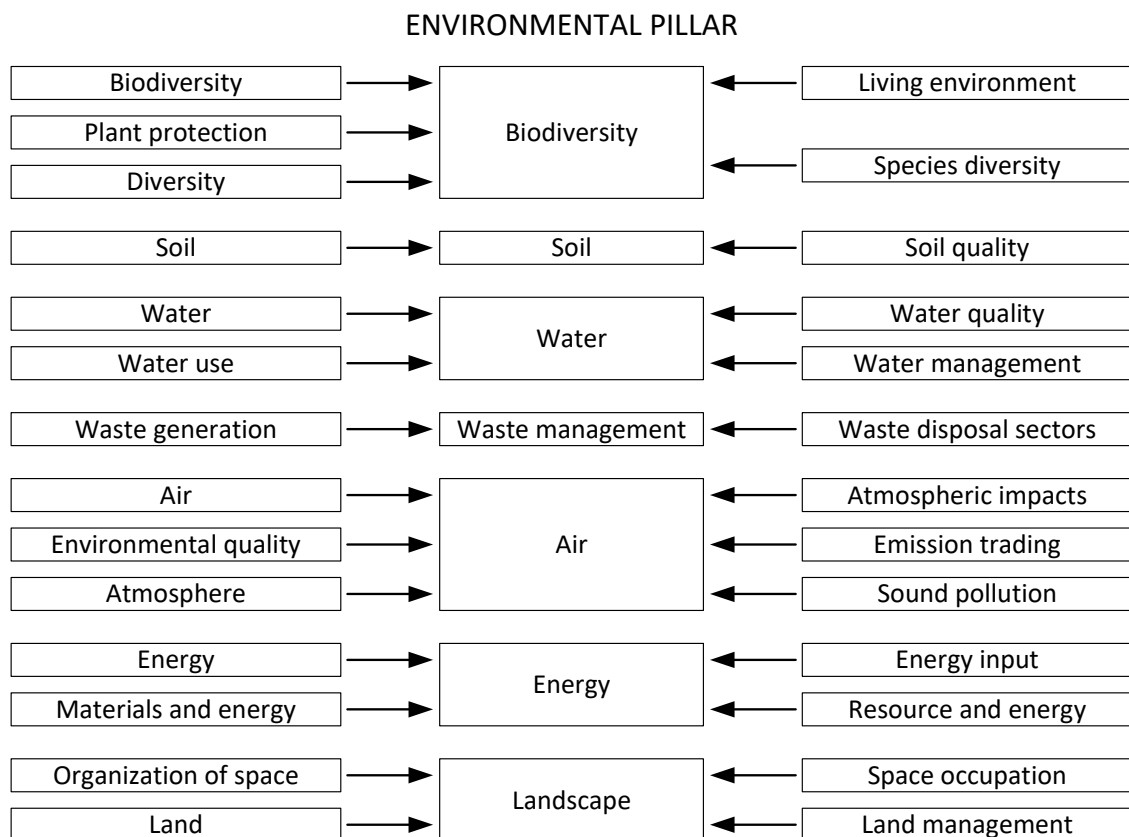 ENVIRONMENTAL PILLAR
Biodiversity
Plant protection
Diversity
Biodiversity
Living environment
Species diversity
Soil
Soil
Soil quality
Water
Water use
Water
Water quality
Water management
Waste generation
Waste management
Waste disposal sectors
Air
Environmental quality
Atmosphere
Air
Atmospheric impacts
Emission trading
Sound pollution
Energy
Materials and energy
Energy
Energy input
Resource and energy
Organization of space
Land
Landscape
Space occupation
Land management